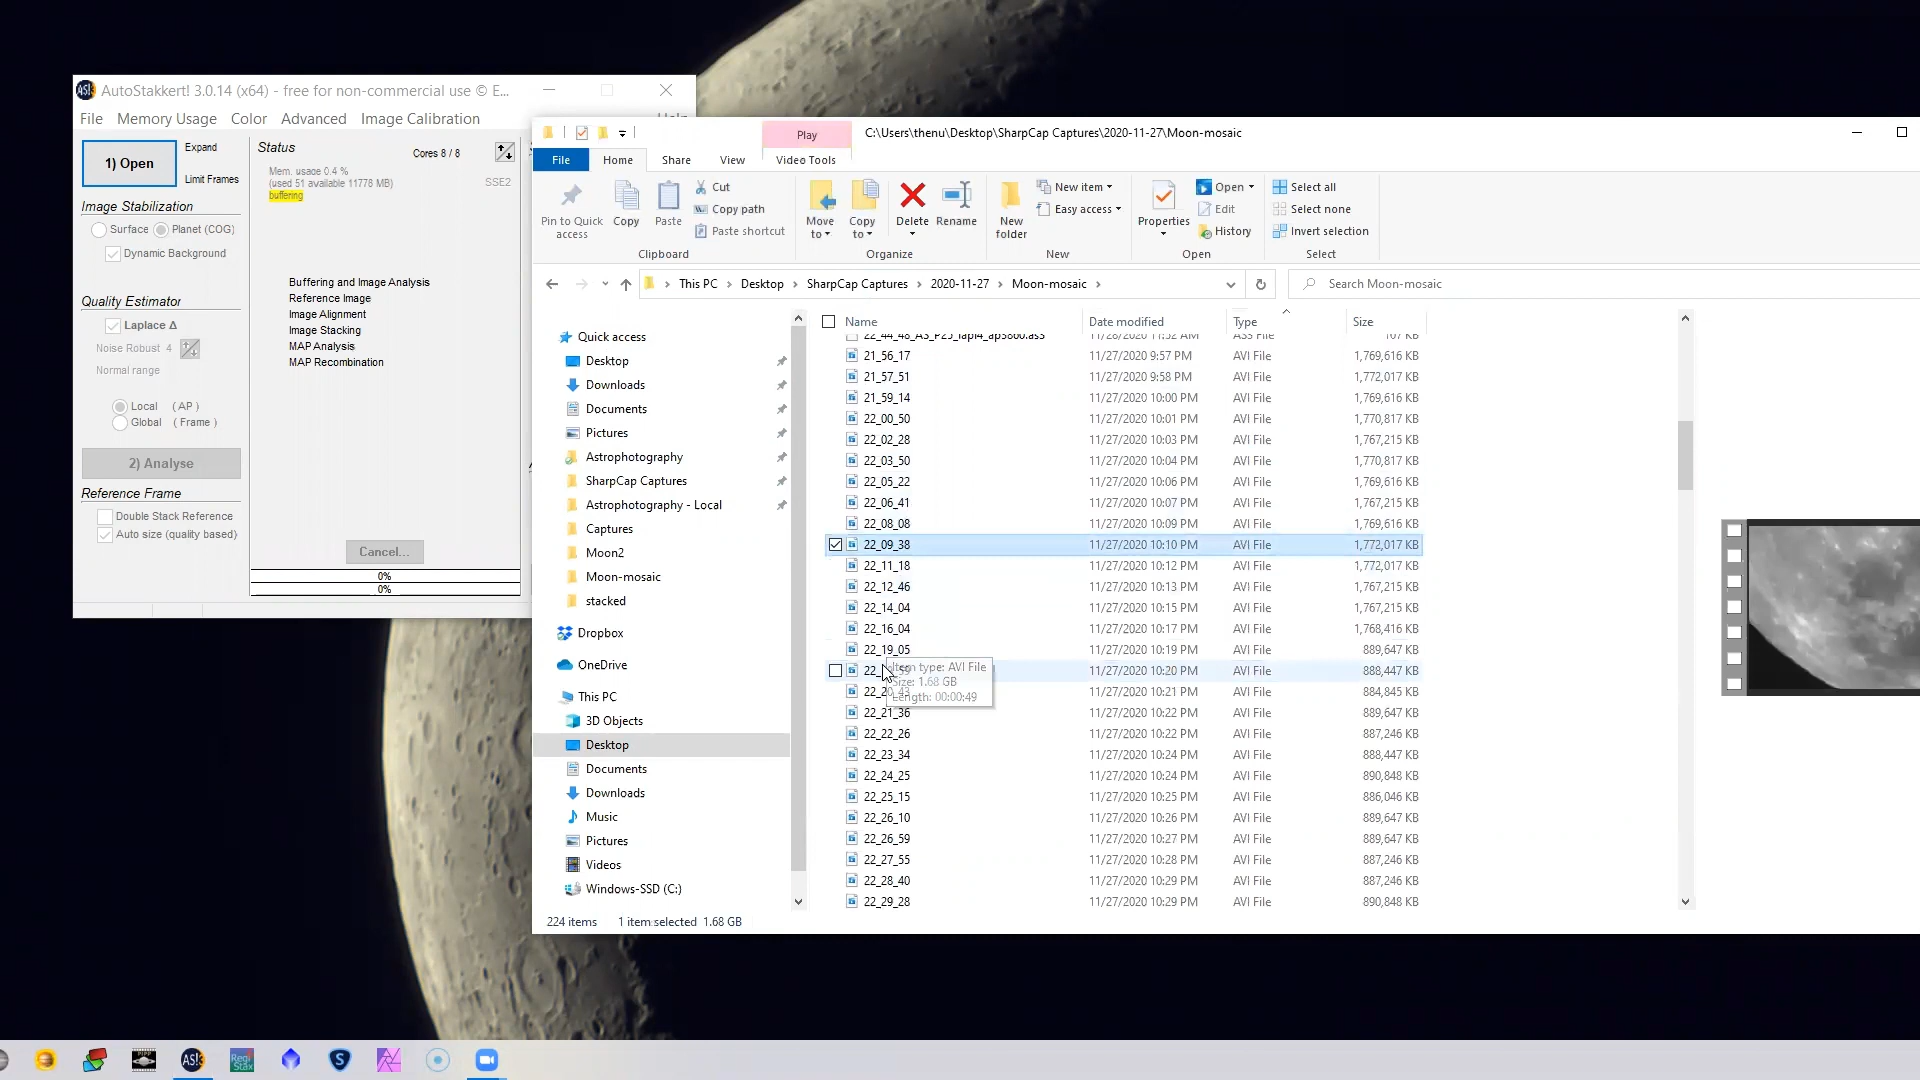 AutoStakkert! 3.0.14 (x64) - free for non-commercial use © E...
File Memory Usage Color Advanced Image Calibration
1) Open
Expand
Limit Frames
Status
Cores 8 / 8
Mem. usage 0.4 %
(used 51 available 11778 MB)
SSE2
buffering
Image Stabilization
Surface Planet (COG)
Dynamic Background
Quality Estimator
Laplace Δ
Noise Robust 4
Normal range
Local (AP)
Global (Frame)
2) Analyse
Reference Frame
Double Stack Reference
Auto size (quality based)
Buffering and Image Analysis
Reference Image
Image Alignment
Image Stacking
MAP Analysis
MAP Recombination
Cancel...
0%
0%
Play
C:\Users\thenu\Desktop\SharpCap Captures\2020-11-27\Moon-mosaic
File Home Share View Video Tools
Pin to Quick access
Copy
Paste
Cut
Copy path
Paste shortcut
Clipboard
Move to
Copy to
Delete
Rename
Organize
New folder
New item
Easy access
New
Properties
Open
Edit
History
Open
Select all
Select none
Invert selection
Select
This PC > Desktop > SharpCap Captures > 2020-11-27 > Moon-mosaic >
Search Moon-mosaic
Quick access
Desktop
Downloads
Documents
Pictures
Astrophotography
SharpCap Captures
Astrophotography - Local
Captures
Moon2
Moon-mosaic
stacked
Dropbox
OneDrive
This PC
3D Objects
Desktop
Documents
Downloads
Music
Pictures
Videos
Windows-SSD (C:)
Name Date modified Type Size
21_56_17 11/27/2020 9:57 PM AVI File 1,769,616 KB
21_57_51 11/27/2020 9:58 PM AVI File 1,772,017 KB
21_59_14 11/27/2020 10:00 PM AVI File 1,769,616 KB
22_00_50 11/27/2020 10:01 PM AVI File 1,770,817 KB
22_02_28 11/27/2020 10:03 PM AVI File 1,767,215 KB
22_03_50 11/27/2020 10:04 PM AVI File 1,770,817 KB
22_05_22 11/27/2020 10:06 PM AVI File 1,769,616 KB
22_06_41 11/27/2020 10:07 PM AVI File 1,767,215 KB
22_08_08 11/27/2020 10:09 PM AVI File 1,769,616 KB
22_09_38 11/27/2020 10:10 PM AVI File 1,772,017 KB
22_11_18 11/27/2020 10:12 PM AVI File 1,772,017 KB
22_12_46 11/27/2020 10:13 PM AVI File 1,767,215 KB
22_14_04 11/27/2020 10:15 PM AVI File 1,767,215 KB
22_16_04 11/27/2020 10:17 PM AVI File 1,768,416 KB
22_19_05 11/27/2020 10:19 PM AVI File 889,647 KB
11/27/2020 10:20 PM AVI File 888,447 KB
11/27/2020 10:21 PM AVI File 884,845 KB
22_21_36 11/27/2020 10:22 PM AVI File 889,647 KB
22_22_26 11/27/2020 10:22 PM AVI File 887,246 KB
22_23_34 11/27/2020 10:24 PM AVI File 888,447 KB
22_24_25 11/27/2020 10:24 PM AVI File 890,848 KB
22_25_15 11/27/2020 10:25 PM AVI File 886,046 KB
22_26_10 11/27/2020 10:26 PM AVI File 889,647 KB
22_26_59 11/27/2020 10:27 PM AVI File 889,647 KB
22_27_55 11/27/2020 10:28 PM AVI File 887,246 KB
22_28_40 11/27/2020 10:29 PM AVI File 887,246 KB
22_29_28 11/27/2020 10:29 PM AVI File 890,848 KB
Item type: AVI File
Size: 1.68 GB
Length: 00:00:49
224 items 1 item selected 1.68 GB
AS!3
Regi Stax
S